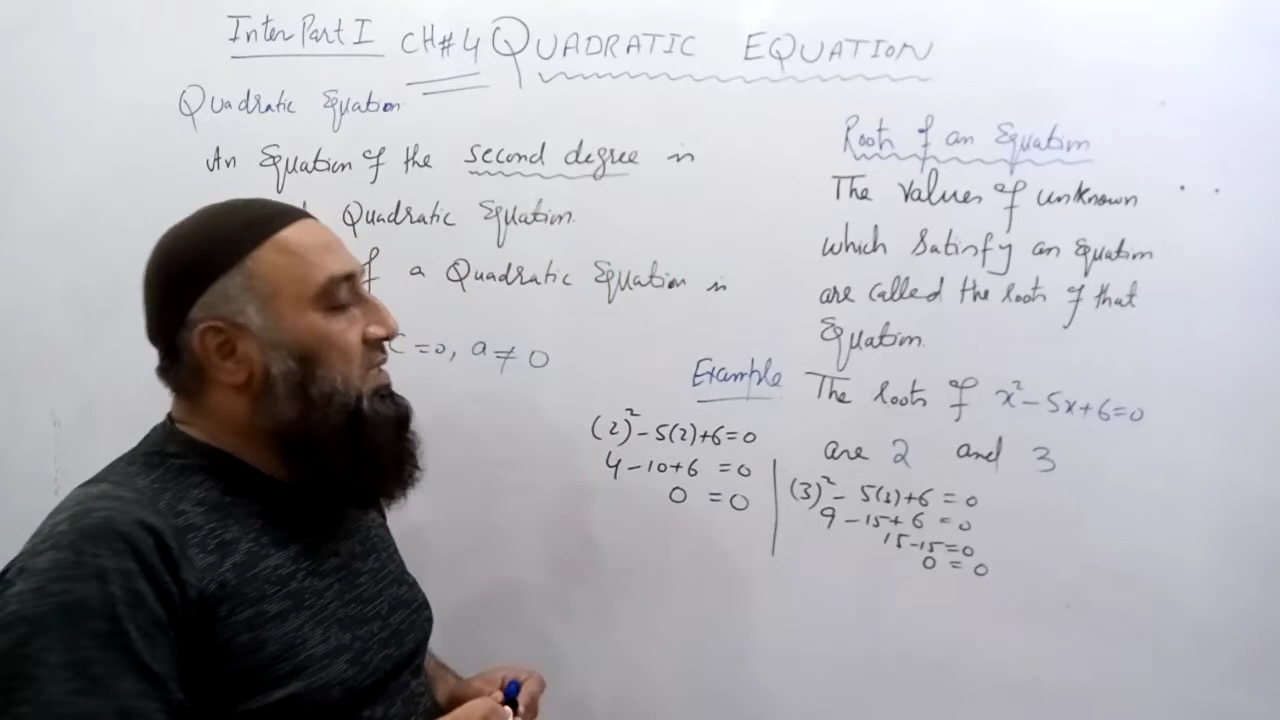 Inter Part I CH#4 QUADRATIC EQUATION
Quadratic Equation
An Equation of the second degree is
Quadratic Equation.
f a Quadratic Equation is
C = 0, a ≠ 0
Roots of an Equation
The values of unknown
which satisfy an Equation
are called the roots of that
Equation.
Example The roots of x² - 5x + 6 = 0
are 2 and 3
(2)² - 5(2) + 6 = 0
4 - 10 + 6 = 0
0 = 0
(3)² - 5(3) + 6 = 0
9 - 15 + 6 = 0
15 - 15 = 0
0 = 0